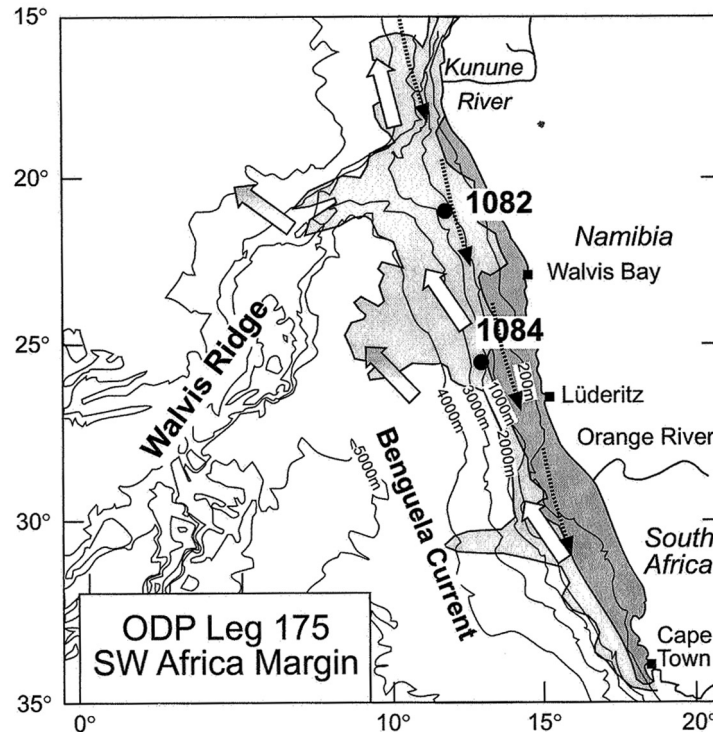 15°
Kunune
River
20°
1082
Namibia
Walvis Bay
25°
1084
Walvis Ridge
200m
Lüderitz
4000m
3000m
1000m
2000m
Orange River
5000m
Benguela Current
30°
South
Africa
ODP Leg 175
SW Africa Margin
Cape
Town
35°
0°
10°
15°
20°